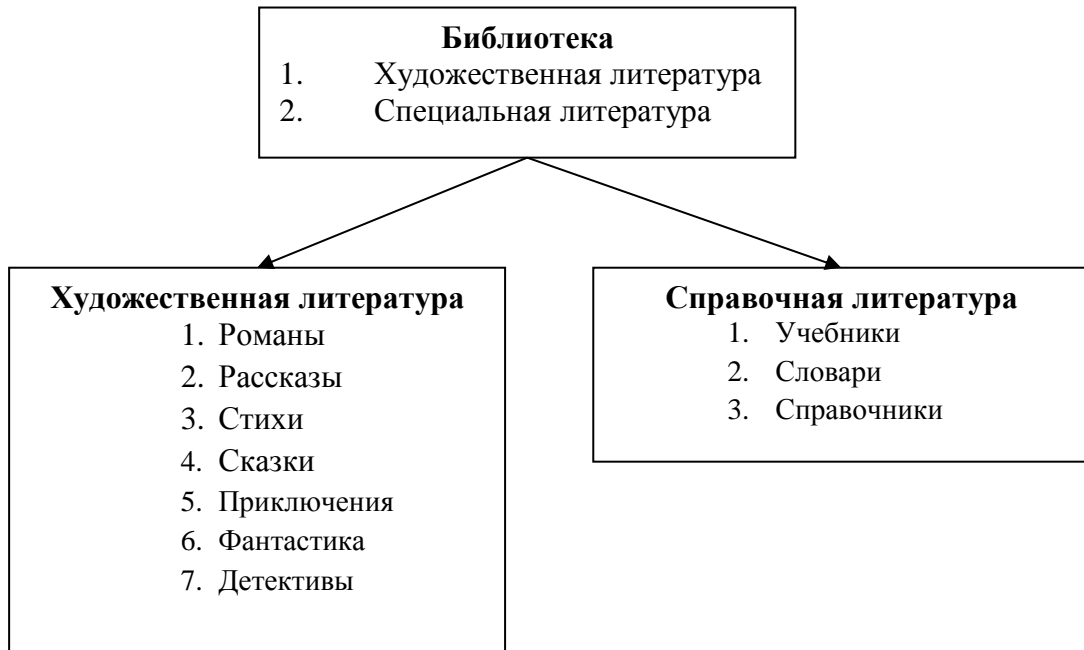 Библиотека
1. Художественная литература
2. Специальная литература
Художественная литература
1. Романы
2. Рассказы
3. Стихи
4. Сказки
5. Приключения
6. Фантастика
7. Детективы
Справочная литература
1. Учебники
2. Словари
3. Справочники